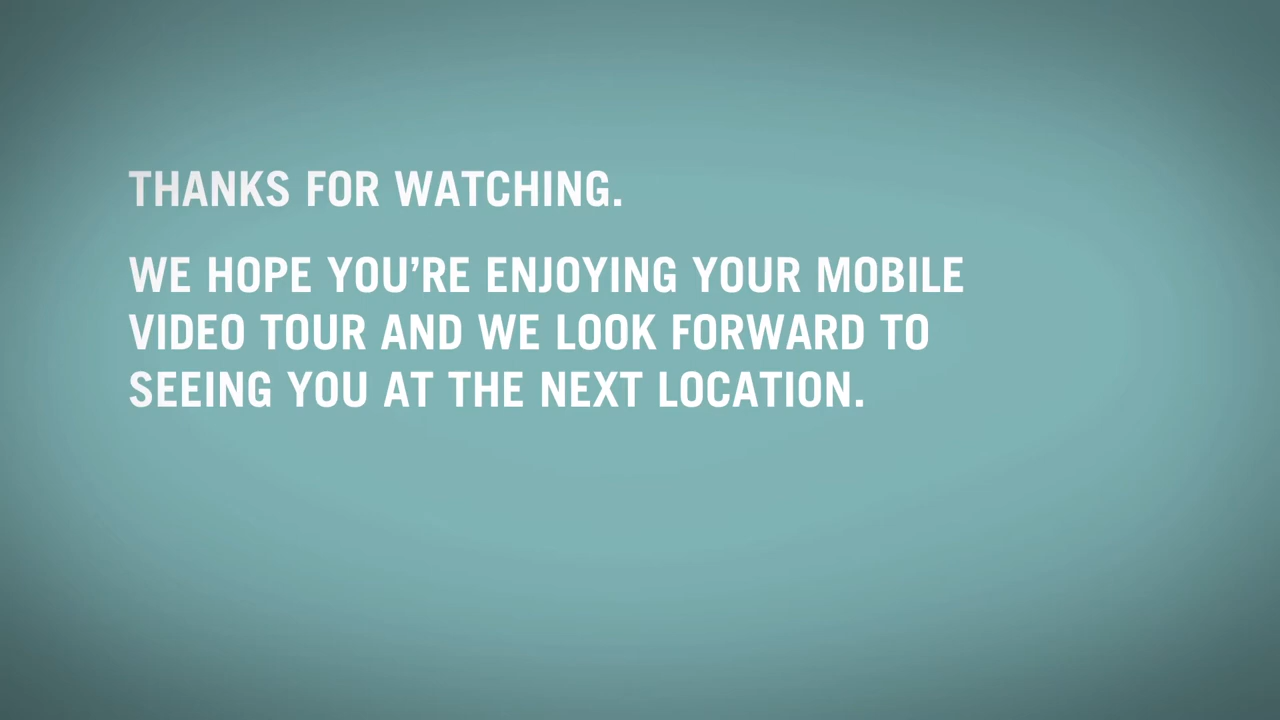 THANKS FOR WATCHING.
WE HOPE YOU’RE ENJOYING YOUR MOBILE
VIDEO TOUR AND WE LOOK FORWARD TO
SEEING YOU AT THE NEXT LOCATION.